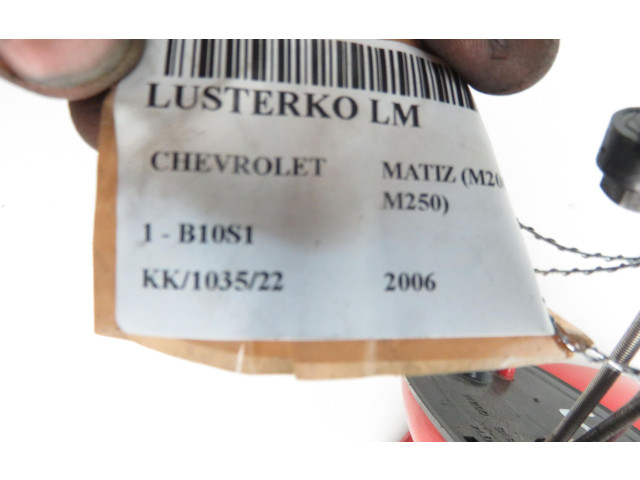 LUSTERKO LM
CHEVROLET MATIZ (M20
M250)
1 - B10S1
KK/1035/22 2006